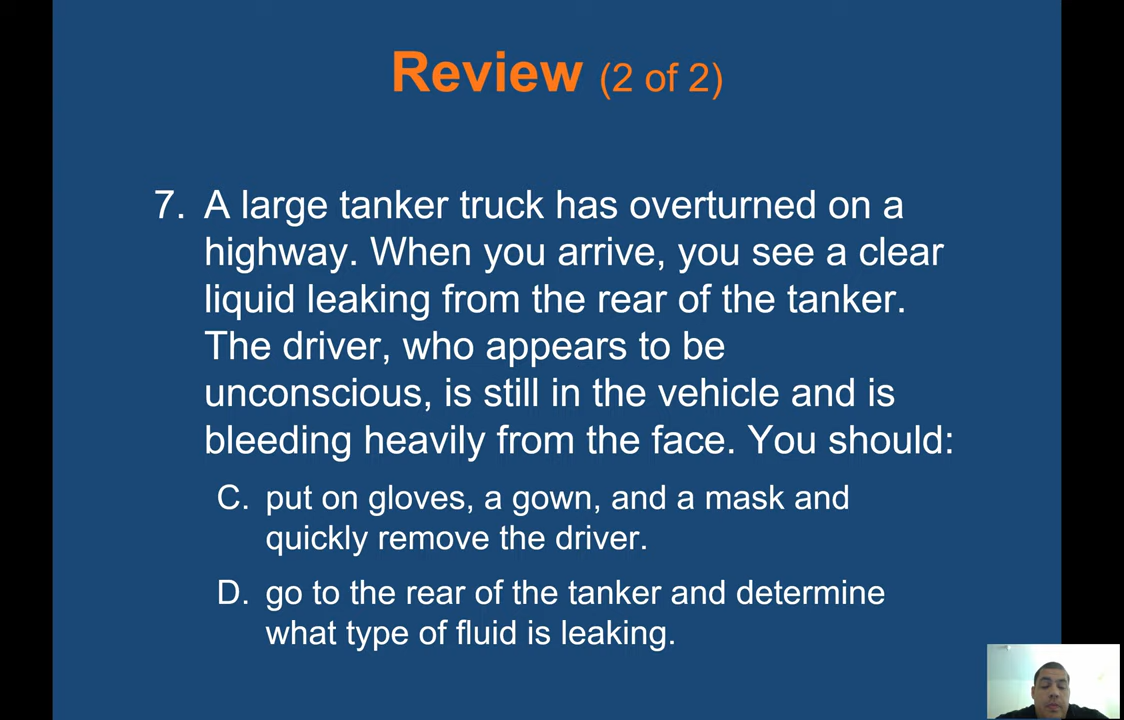 Review (2 of 2)
7. A large tanker truck has overturned on a
highway. When you arrive, you see a clear
liquid leaking from the rear of the tanker.
The driver, who appears to be
unconscious, is still in the vehicle and is
bleeding heavily from the face. You should:
C. put on gloves, a gown, and a mask and
quickly remove the driver.
D. go to the rear of the tanker and determine
what type of fluid is leaking.